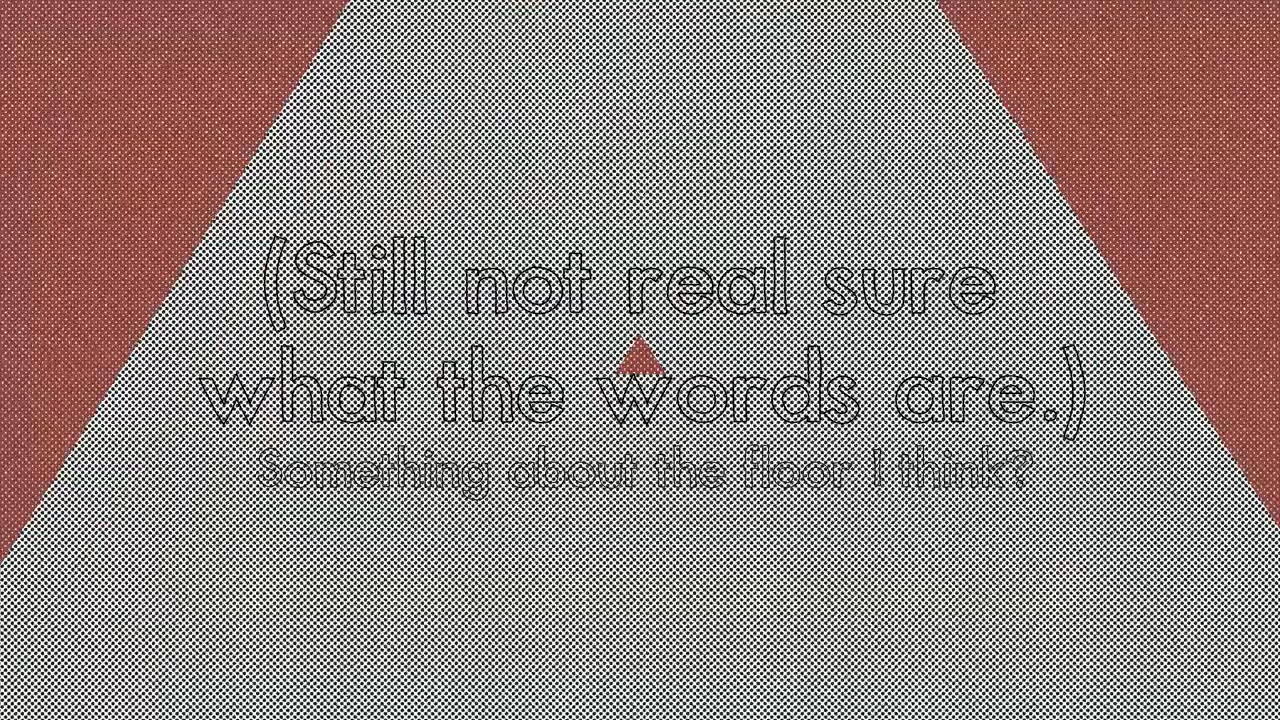 (Still not real sure
what the words are.)
Something about the floor I think?